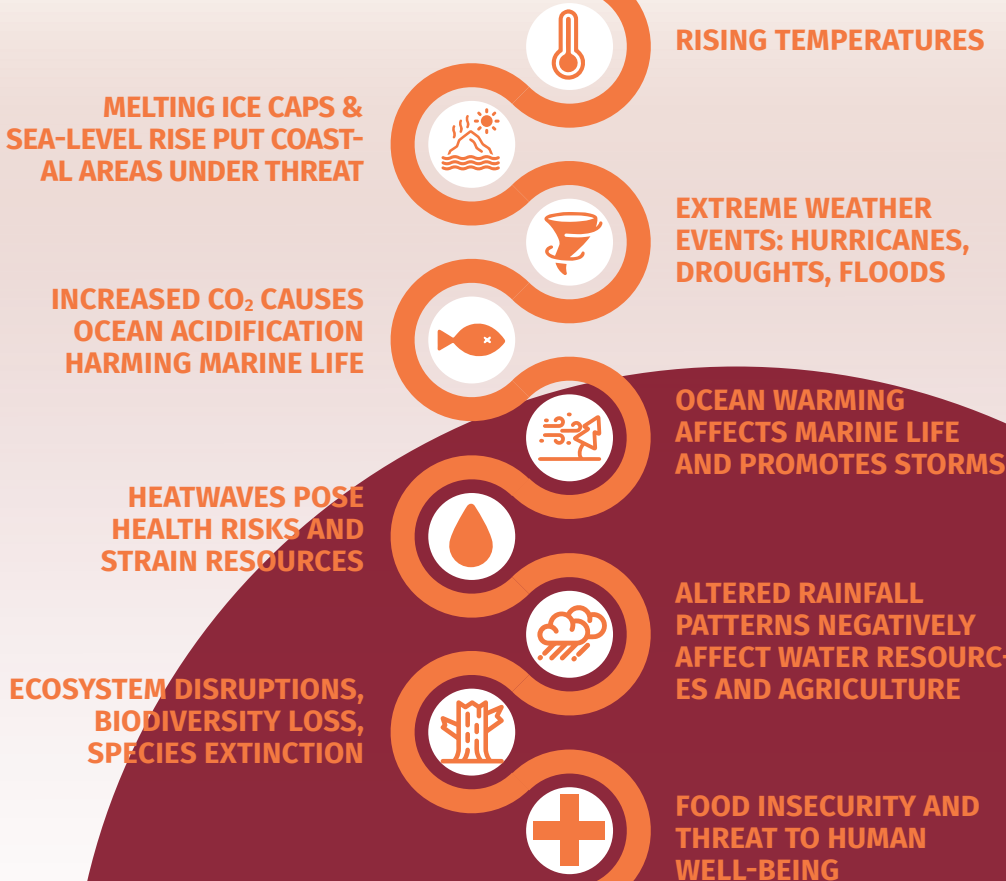 RISING TEMPERATURES
MELTING ICE CAPS &
SEA-LEVEL RISE PUT COAST-
AL AREAS UNDER THREAT
EXTREME WEATHER
EVENTS: HURRICANES,
DROUGHTS, FLOODS
INCREASED CO₂ CAUSES
OCEAN ACIDIFICATION
HARMING MARINE LIFE
OCEAN WARMING
AFFECTS MARINE LIFE
AND PROMOTES STORMS
HEATWAVES POSE
HEALTH RISKS AND
STRAIN RESOURCES
ALTERED RAINFALL
PATTERNS NEGATIVELY
AFFECT WATER RESOURC-
ES AND AGRICULTURE
ECOSYSTEM DISRUPTIONS,
BIODIVERSITY LOSS,
SPECIES EXTINCTION
FOOD INSECURITY AND
THREAT TO HUMAN
WELL-BEING